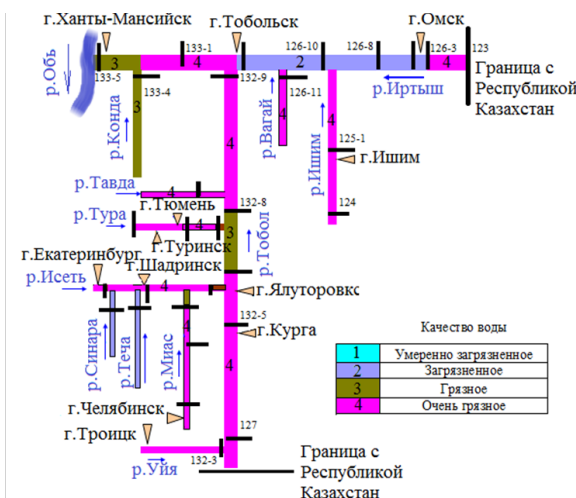 г.Ханты-Мансийск
г.Тобольск
г.Омск
133-1
126-10
126-8
126-3
123
р.Обь
3
4
2
4
133-5
133-4
132-9
126-11
р.Иртыш
Граница с
Республикой
Казахстан
р.Конда
3
4
р.Вагай
4
р.Ишим
4
125-1
г.Ишим
124
р.Тавда
4
г.Тюмень
132-8
р.Тура
4
3
р.Тобол
г.Туринск
г.Екатеринбург
г.Шадринск
р.Исеть
4
г.Ялуторовкс
132-5
г.Курга
р.Синара
р.Теча
р.Миас
4
4
г.Челябинск
г.Троицк
127
р.Уйя
132-3
Граница с
Республикой
Казахстан
Качество воды
1 Умеренно загрязненное
2 Загрязненное
3 Грязное
4 Очень грязное